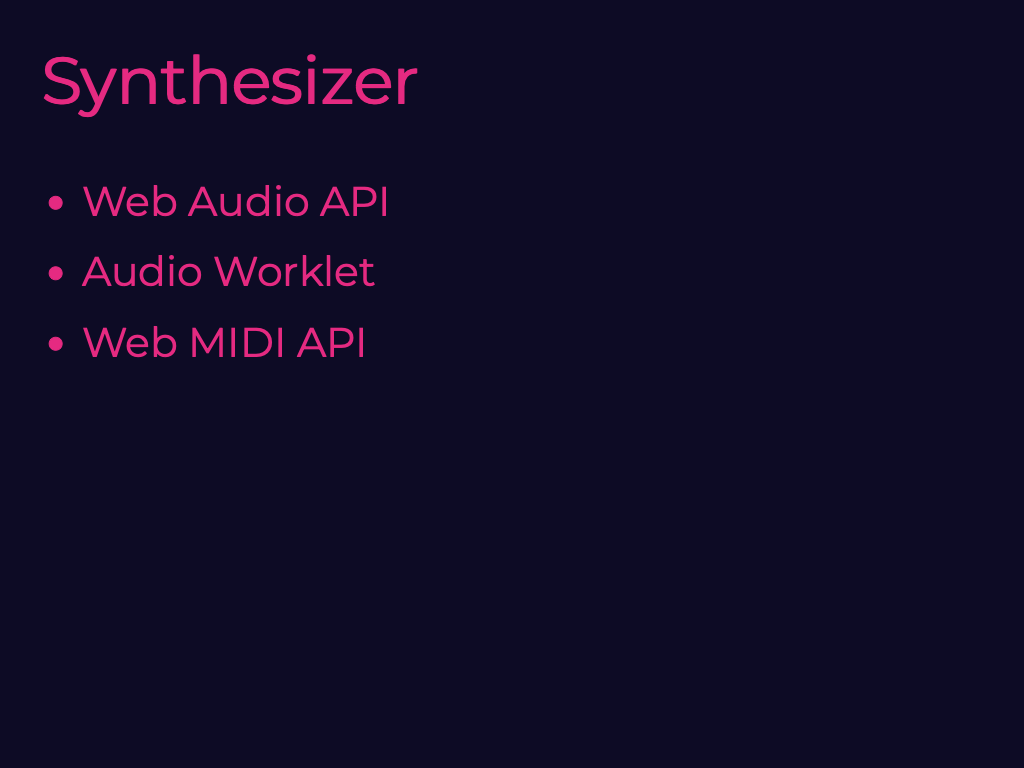 Synthesizer
• Web Audio API
• Audio Worklet
• Web MIDI API